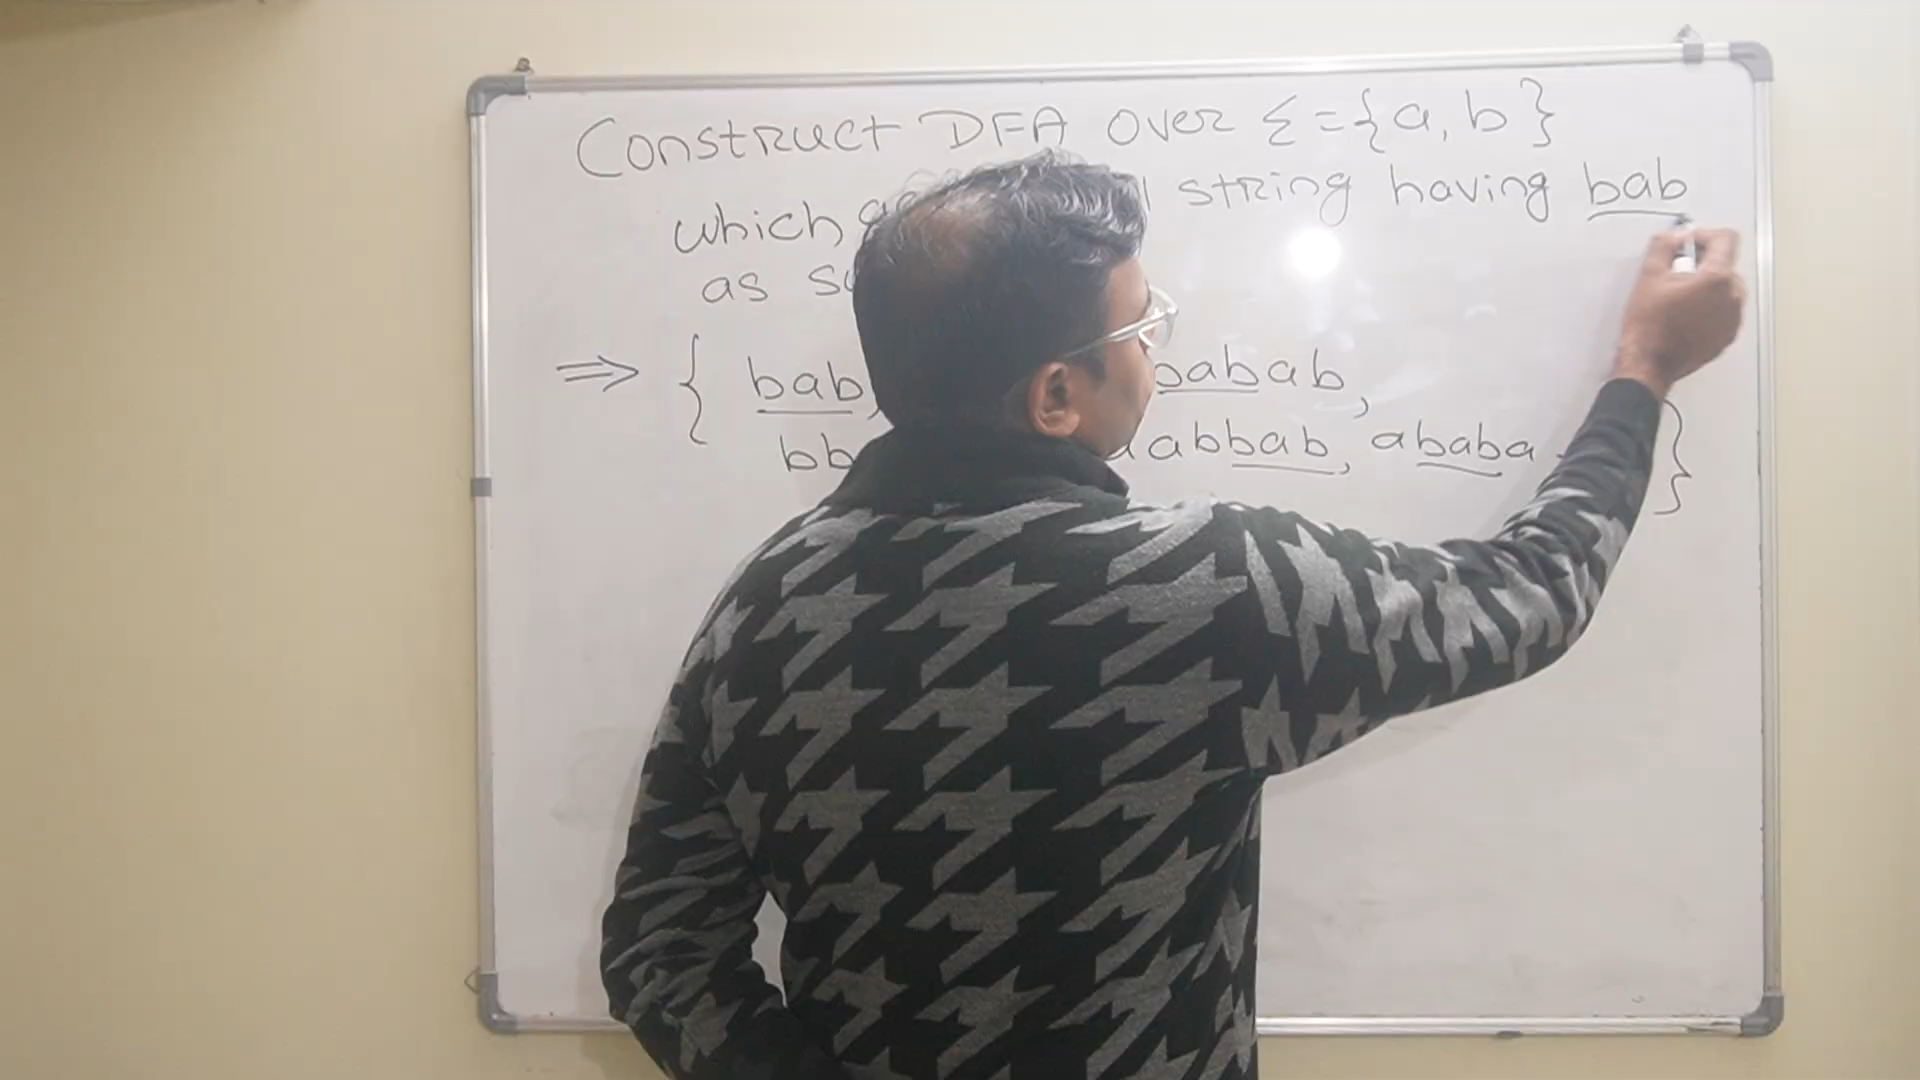 Construct DFA over Σ={a, b}
which string having bab
as
⇒ { bab, babab,
bb abbab, ababa }